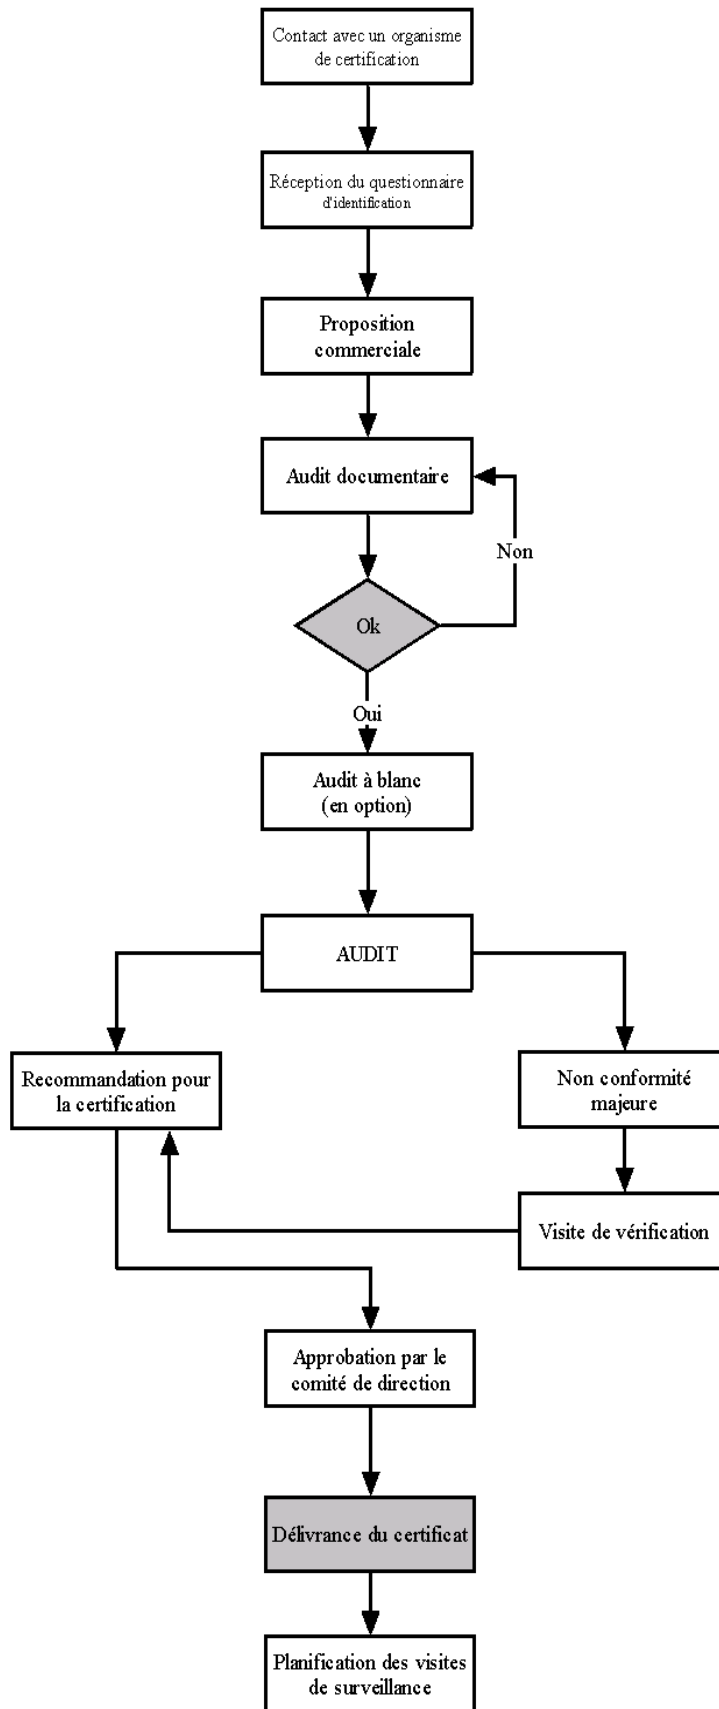 Contact avec un organisme
de certification
Réception du questionnaire
d'identification
Proposition
commerciale
Audit documentaire
Non
Ok
Oui
Audit à blanc
(en option)
AUDIT
Recommandation pour
la certification
Non conformité
majeure
Visite de vérification
Approbation par le
comité de direction
Délivrance du certificat
Planification des visites
de surveillance